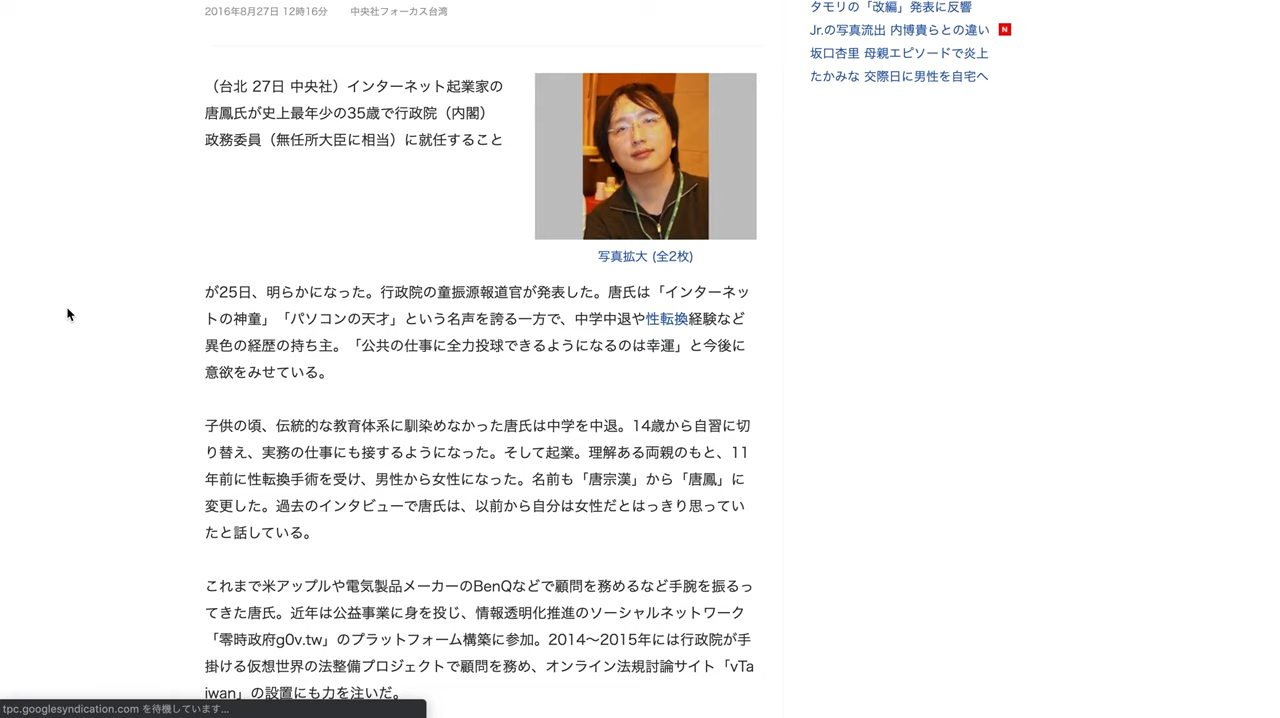 2016年8月27日 12時16分 中央社フォーカス台湾
タモリの「改編」発表に反響
Jr.の写真流出 内博貴らとの違い N
坂口杏里 母親エピソードで炎上
たかみな 交際日に男性を自宅へ
（台北 27日 中央社）インターネット起業家の
唐鳳氏が史上最年少の35歳で行政院（内閣）
政務委員（無任所大臣に相当）に就任すること
写真拡大 (全2枚)
が25日、明らかになった。行政院の童振源報道官が発表した。唐氏は「インターネッ
トの神童」「パソコンの天才」という名声を誇る一方で、中学中退や性転換経験など
異色の経歴の持ち主。「公共の仕事に全力投球できるようになるのは幸運」と今後に
意欲をみせている。
子供の頃、伝統的な教育体系に馴染めなかった唐氏は中学を中退。14歳から自習に切
り替え、実務の仕事にも接するようになった。そして起業。理解ある両親のもと、11
年前に性転換手術を受け、男性から女性になった。名前も「唐宗漢」から「唐鳳」に
変更した。過去のインタビューで唐氏は、以前から自分は女性だとはっきり思ってい
たと話している。
これまで米アップルや電気製品メーカーのBenQなどで顧問を務めるなど手腕を振るっ
てきた唐氏。近年は公益事業に身を投じ、情報透明化推進のソーシャルネットワーク
「零時政府g0v.tw」のプラットフォーム構築に参加。2014〜2015年には行政院が手
掛ける仮想世界の法整備プロジェクトで顧問を務め、オンライン法規討論サイト「vTa
iwan」の設置にも力を注いだ。
tpc.googlesyndication.com を待機しています...